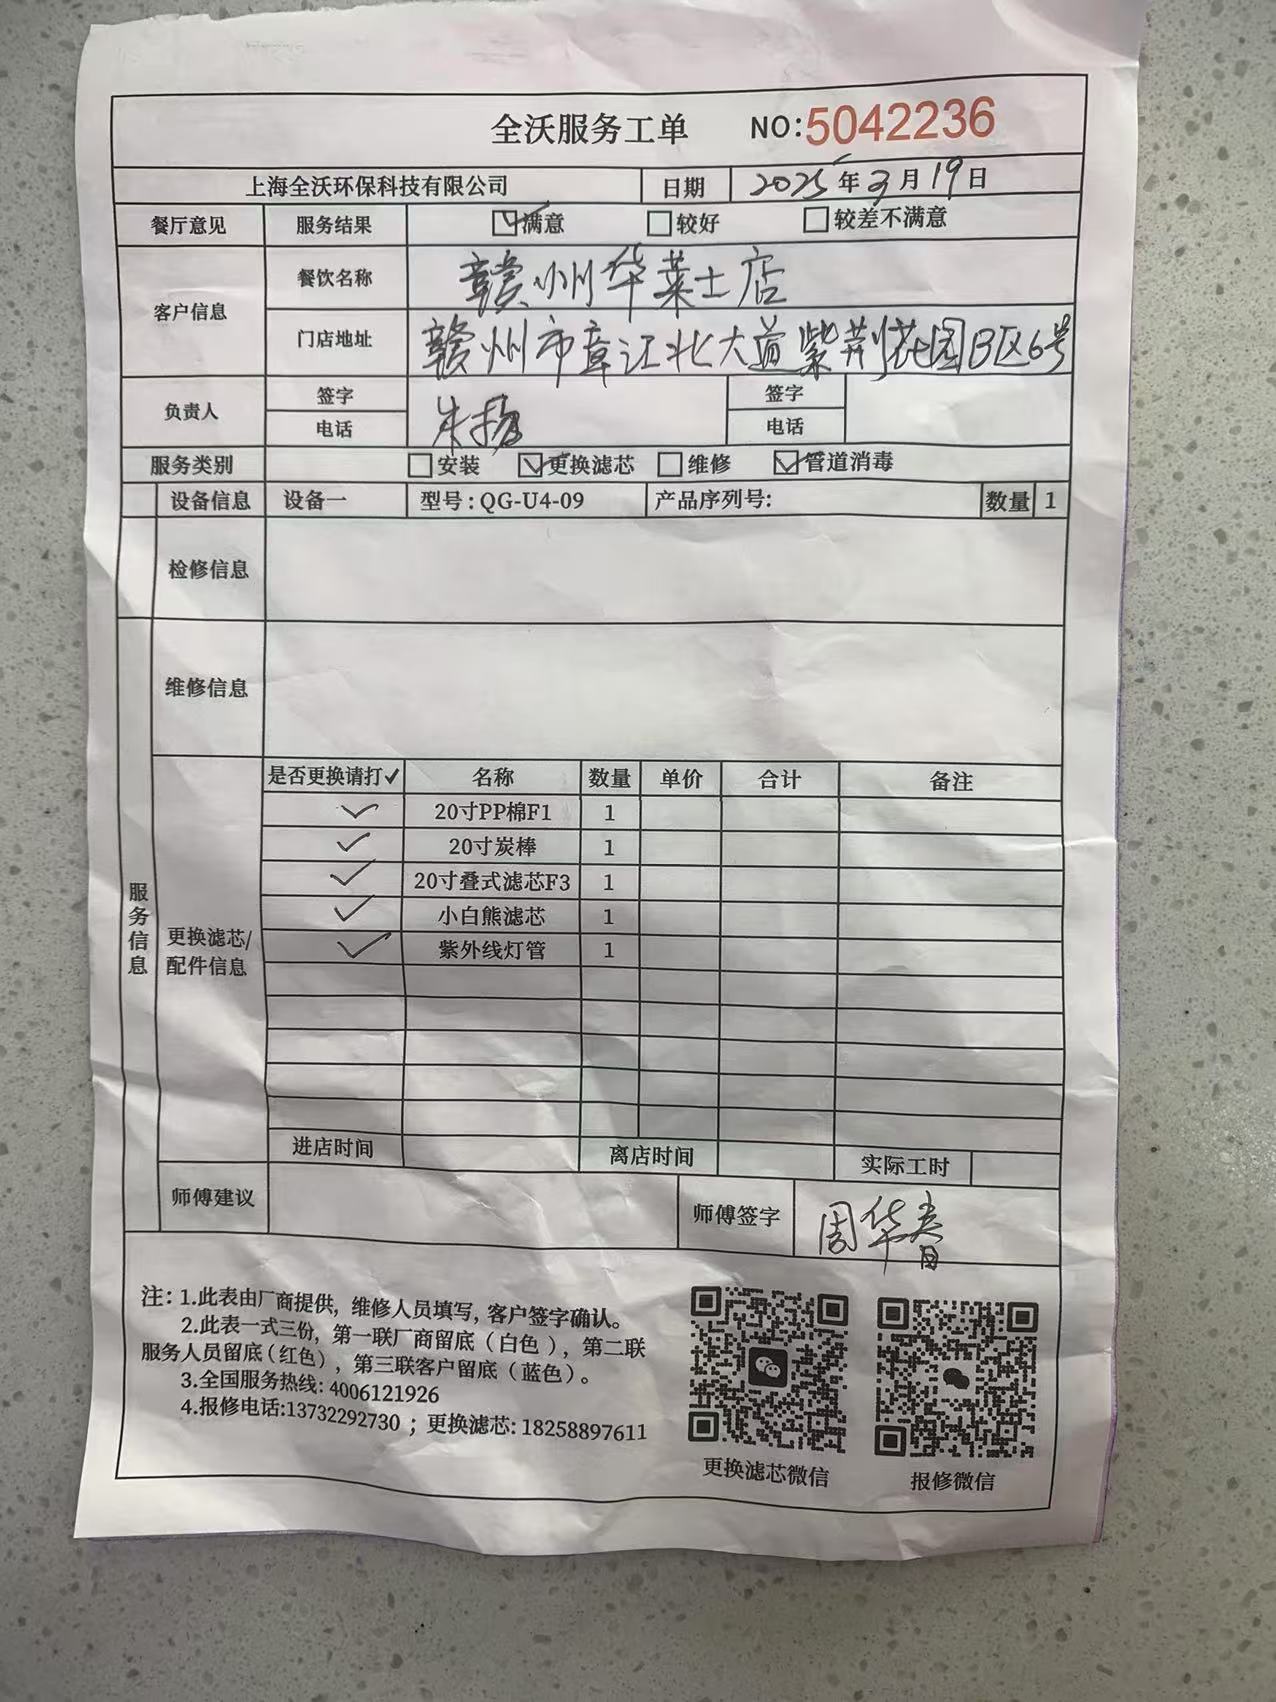 全沃服务工单 NO:5042236
上海全沃环保科技有限公司 日期 2025年3月19日
餐厅意见 服务结果 满意 较好 较差不满意
客户信息 餐饮名称 赣州华莱士店
门店地址 赣州市章江北大道紫荆花园B区6号
负责人 签字 签字
电话 电话
服务类别 安装 更换滤芯 维修 管道消毒
设备信息 设备一 型号:QG-U4-09 产品序列号: 数量 1
检修信息
维修信息
服务信息
更换滤芯/
配件信息
是否更换请打✓ 名称 数量 单价 合计 备注
✓ 20寸PP棉F1 1
✓ 20寸炭棒 1
✓ 20寸叠式滤芯F3 1
✓ 小白熊滤芯 1
✓ 紫外线灯管 1
进店时间 离店时间 实际工时
师傅建议 师傅签字 周华春
注：1.此表由厂商提供，维修人员填写，客户签字确认。
2.此表一式三份，第一联厂商留底（白色），第二联
服务人员留底（红色），第三联客户留底（蓝色）。
3.全国服务热线: 4006121926
4.报修电话:13732292730 ；更换滤芯: 18258897611
更换滤芯微信 报修微信